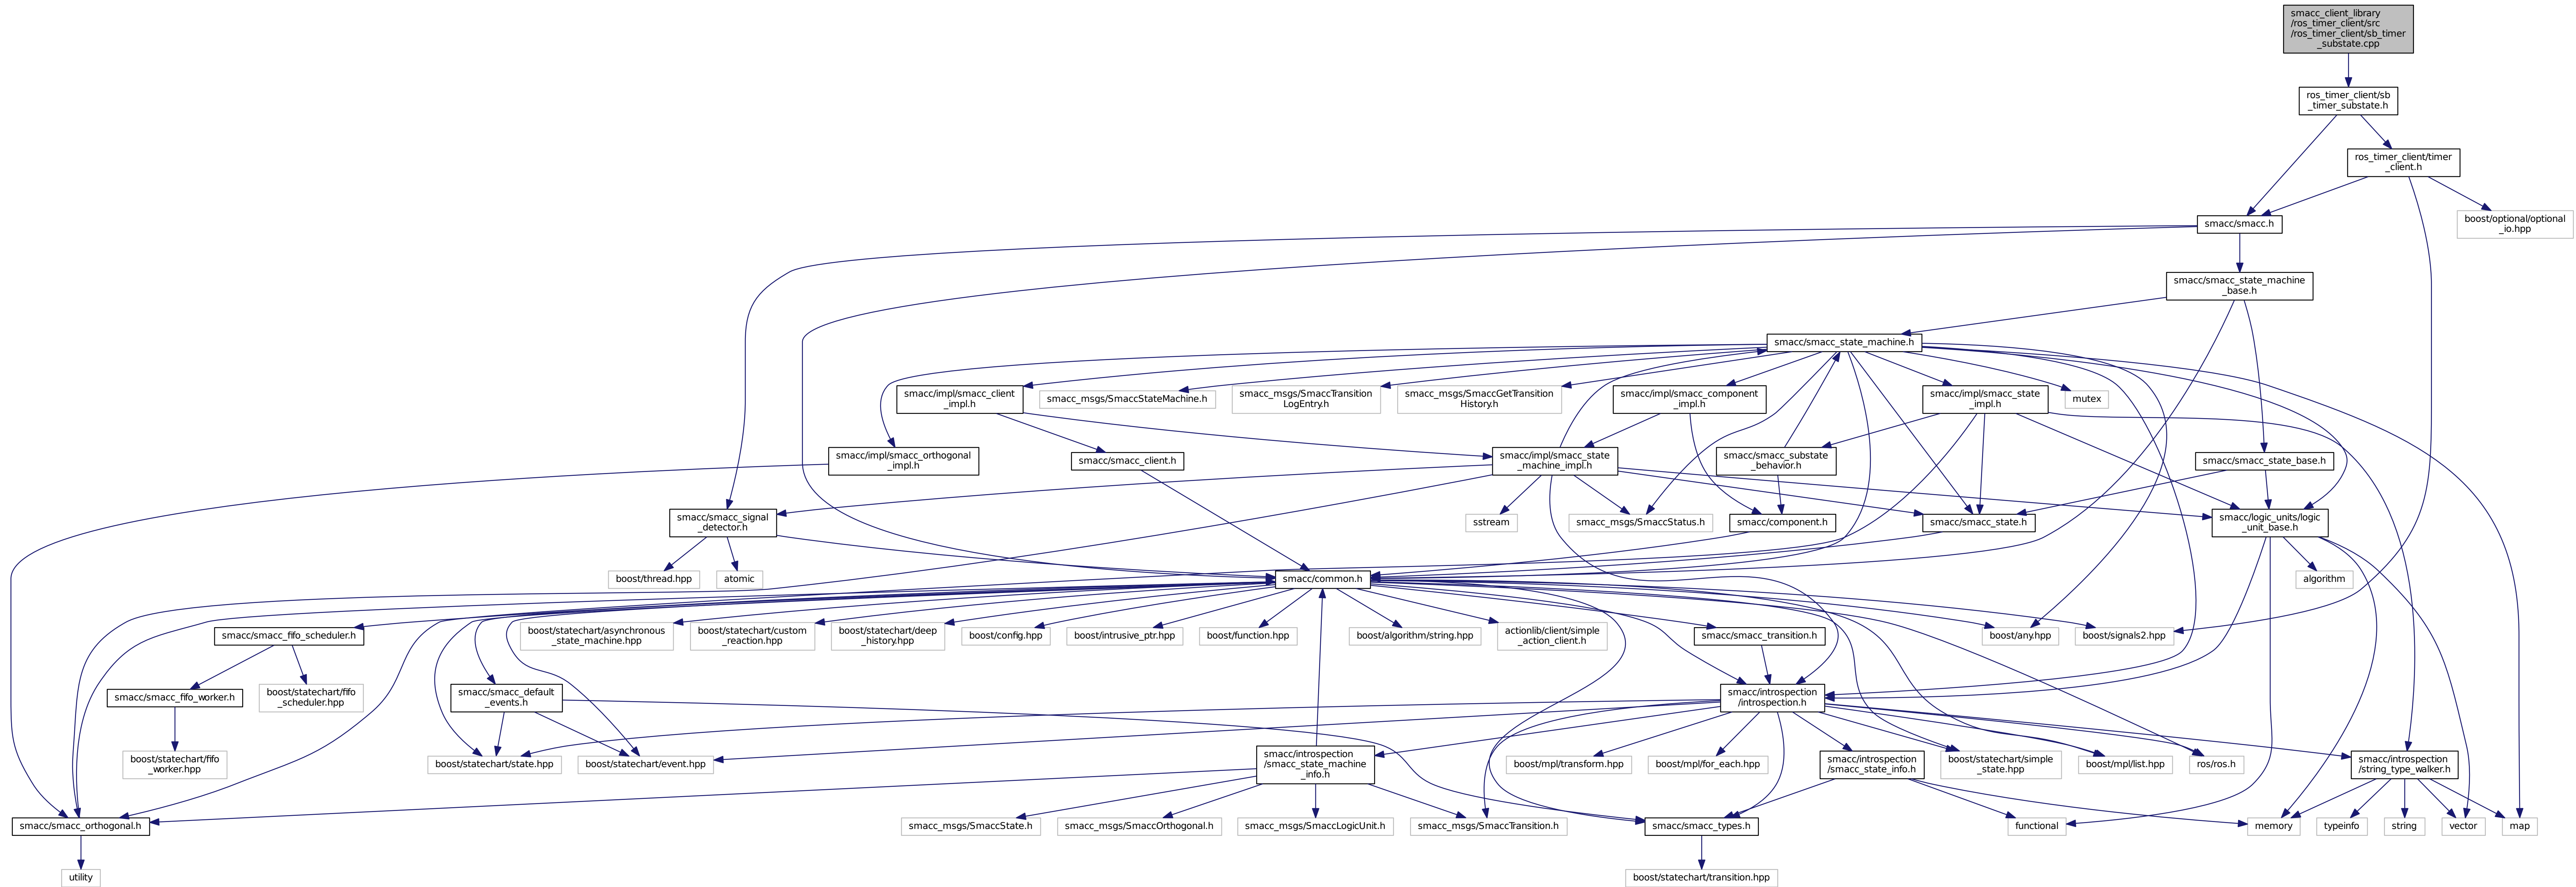 smacc_client_library
/ros_timer_client/src
/ros_timer_client/sb_timer
_substate.cpp
ros_timer_client/sb
_timer_substate.h
ros_timer_client/timer
_client.h
smacc/smacc.h
boost/optional/optional
_io.hpp
smacc/smacc_state_machine
_base.h
smacc/smacc_state_machine.h
smacc/impl/smacc_client
_impl.h
smacc_msgs/SmaccStateMachine.h
smacc_msgs/SmaccTransition
LogEntry.h
smacc_msgs/SmaccGetTransition
History.h
smacc/impl/smacc_component
_impl.h
smacc/impl/smacc_state
_impl.h
mutex
smacc/impl/smacc_orthogonal
_impl.h
smacc/smacc_client.h
smacc/impl/smacc_state
_machine_impl.h
smacc/smacc_substate
_behavior.h
smacc/smacc_state_base.h
smacc/smacc_signal
_detector.h
sstream
smacc_msgs/SmaccStatus.h
smacc/component.h
smacc/smacc_state.h
smacc/logic_units/logic
_unit_base.h
boost/thread.hpp
atomic
smacc/common.h
algorithm
smacc/smacc_fifo_scheduler.h
boost/statechart/asynchronous
_state_machine.hpp
boost/statechart/custom
_reaction.hpp
boost/statechart/deep
_history.hpp
boost/config.hpp
boost/intrusive_ptr.hpp
boost/function.hpp
boost/algorithm/string.hpp
actionlib/client/simple
_action_client.h
smacc/smacc_transition.h
boost/any.hpp
boost/signals2.hpp
smacc/smacc_fifo_worker.h
boost/statechart/fifo
_scheduler.hpp
smacc/smacc_default
_events.h
smacc/introspection
/introspection.h
boost/statechart/fifo
_worker.hpp
boost/statechart/state.hpp
boost/statechart/event.hpp
smacc/introspection
/smacc_state_machine
_info.h
boost/mpl/transform.hpp
boost/mpl/for_each.hpp
smacc/introspection
/smacc_state_info.h
boost/statechart/simple
_state.hpp
boost/mpl/list.hpp
ros/ros.h
smacc/introspection
/string_type_walker.h
smacc/smacc_orthogonal.h
smacc_msgs/SmaccState.h
smacc_msgs/SmaccOrthogonal.h
smacc_msgs/SmaccLogicUnit.h
smacc_msgs/SmaccTransition.h
smacc/smacc_types.h
functional
memory
typeinfo
string
vector
map
utility
boost/statechart/transition.hpp